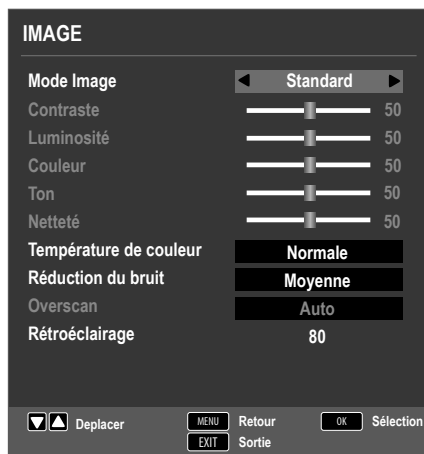 IMAGE
Mode Image Standard
Contraste 50
Luminosité 50
Couleur 50
Ton 50
Netteté 50
Température de couleur Normale
Réduction du bruit Moyenne
Overscan Auto
Rétroéclairage 80
Deplacer MENU Retour OK Sélection
EXIT Sortie